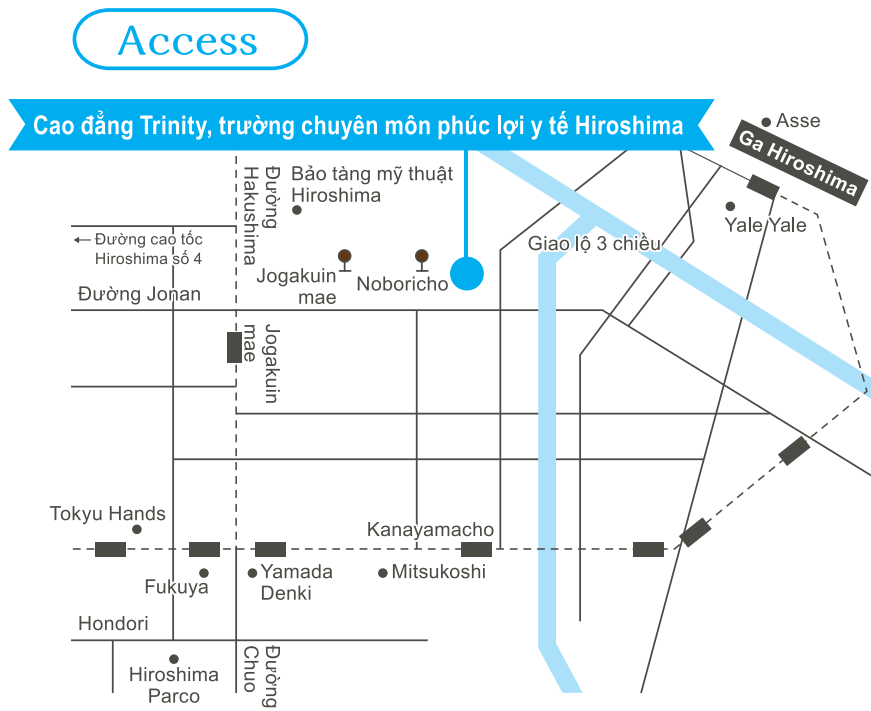 Access
Cao đẳng Trinity, trường chuyên môn phúc lợi y tế Hiroshima
Asse
Ga Hiroshima
Đường
Hakushima
Bảo tàng mỹ thuật
Hiroshima
Yale Yale
Đường cao tốc
Hiroshima số 4
Giao lộ 3 chiều
Jogakuin
mae
Noboricho
Đường Jonan
Jogakuin
mae
Tokyu Hands
Kanayamacho
Fukuya
Yamada
Denki
Mitsukoshi
Hondori
Hiroshima
Parco
Đường
Chuo